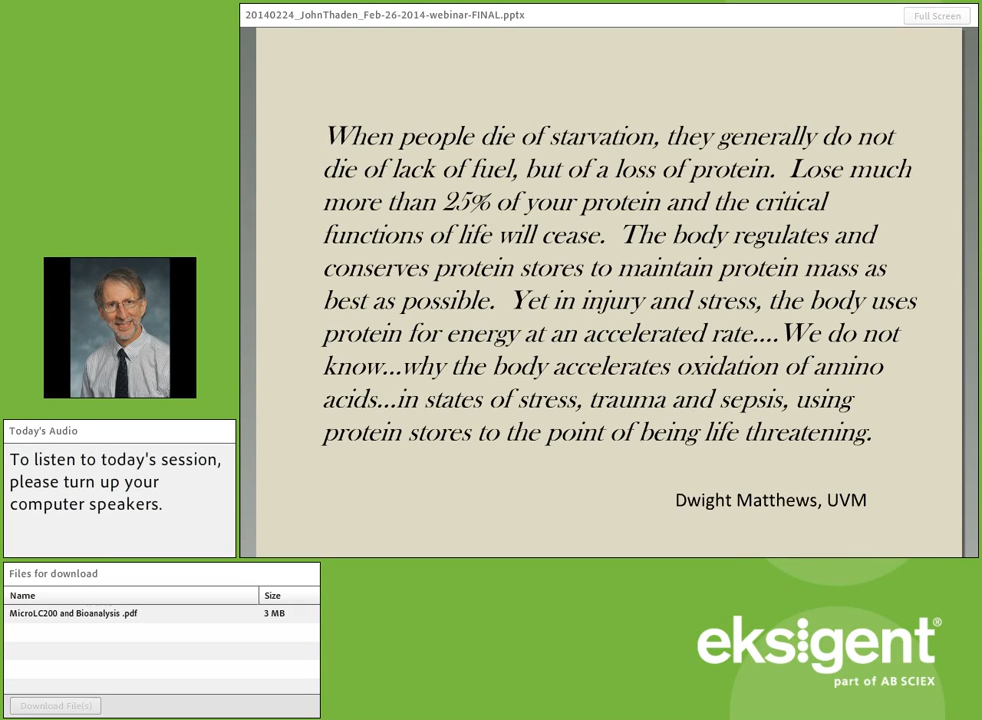 20140224_JohnThaden_Feb-26-2014-webinar-FINAL.pptx
Full Screen
When people die of starvation, they generally do not
die of lack of fuel, but of a loss of protein.  Lose much
more than 25% of your protein and the critical
functions of life will cease.  The body regulates and
conserves protein stores to maintain protein mass as
best as possible.  Yet in injury and stress, the body uses
protein for energy at an accelerated rate....We do not
know...why the body accelerates oxidation of amino
acids...in states of stress, trauma and sepsis, using
protein stores to the point of being life threatening.
Dwight Matthews, UVM
Today's Audio
To listen to today's session,
please turn up your
computer speakers.
Files for download
Name Size
MicroLC200 and Bioanalysis .pdf 3 MB
Download File(s)
eksigent®
part of AB SCIEX